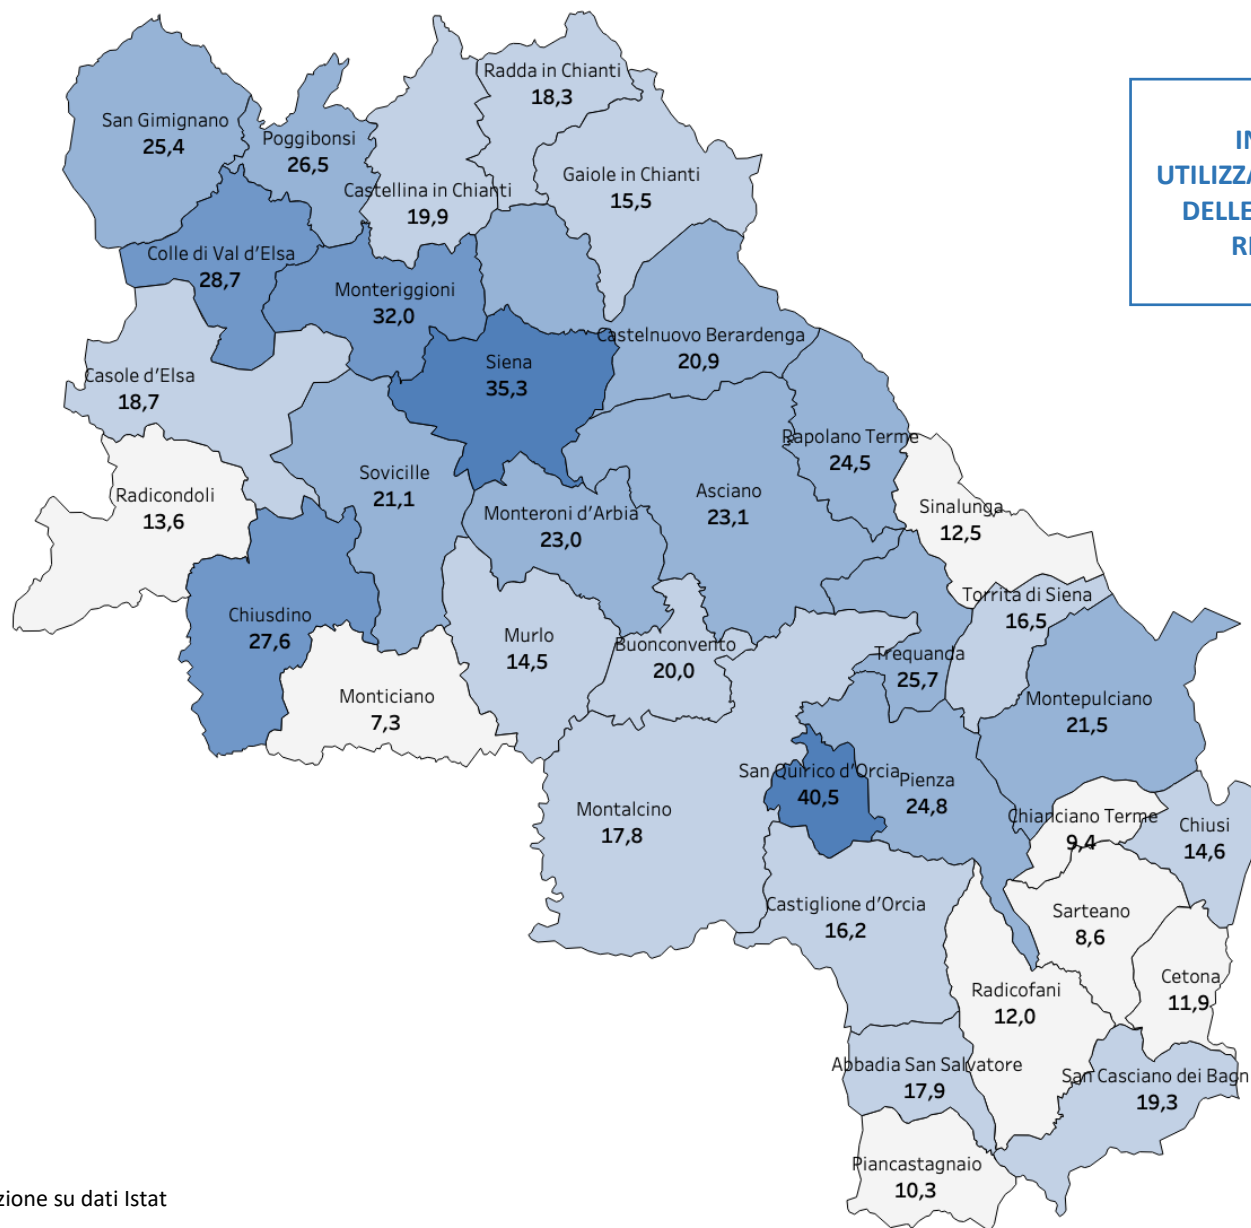 Radda in Chianti
18,3
San Gimignano
25,4
Poggibonsi
26,5
Castellina in Chianti
19,9
Gaiole in Chianti
15,5
Colle di Val d'Elsa
28,7
Monteriggioni
32,0
Siena
35,3
Castelnuovo Berardenga
20,9
Casole d'Elsa
18,7
Radicondoli
13,6
Sovicille
21,1
Monteroni d'Arbia
23,0
Asciano
23,1
Rapolano Terme
24,5
Sinalunga
12,5
Torrita di Siena
16,5
Chiusdino
27,6
Murlo
14,5
Buonconvento
20,0
Trequanda
25,7
Monticiano
7,3
Montepulciano
21,5
San Quirico d'Orcia
40,5
Pienza
24,8
Montalcino
17,8
Chianciano Terme
9,4
Chiusi
14,6
Castiglione d'Orcia
16,2
Sarteano
8,6
Cetona
11,9
Radicofani
12,0
Abbadia San Salvatore
17,9
San Casciano dei Bagn
19,3
Piancastagnaio
10,3
IN
UTILIZZA
DELLE
RE
zione su dati Istat